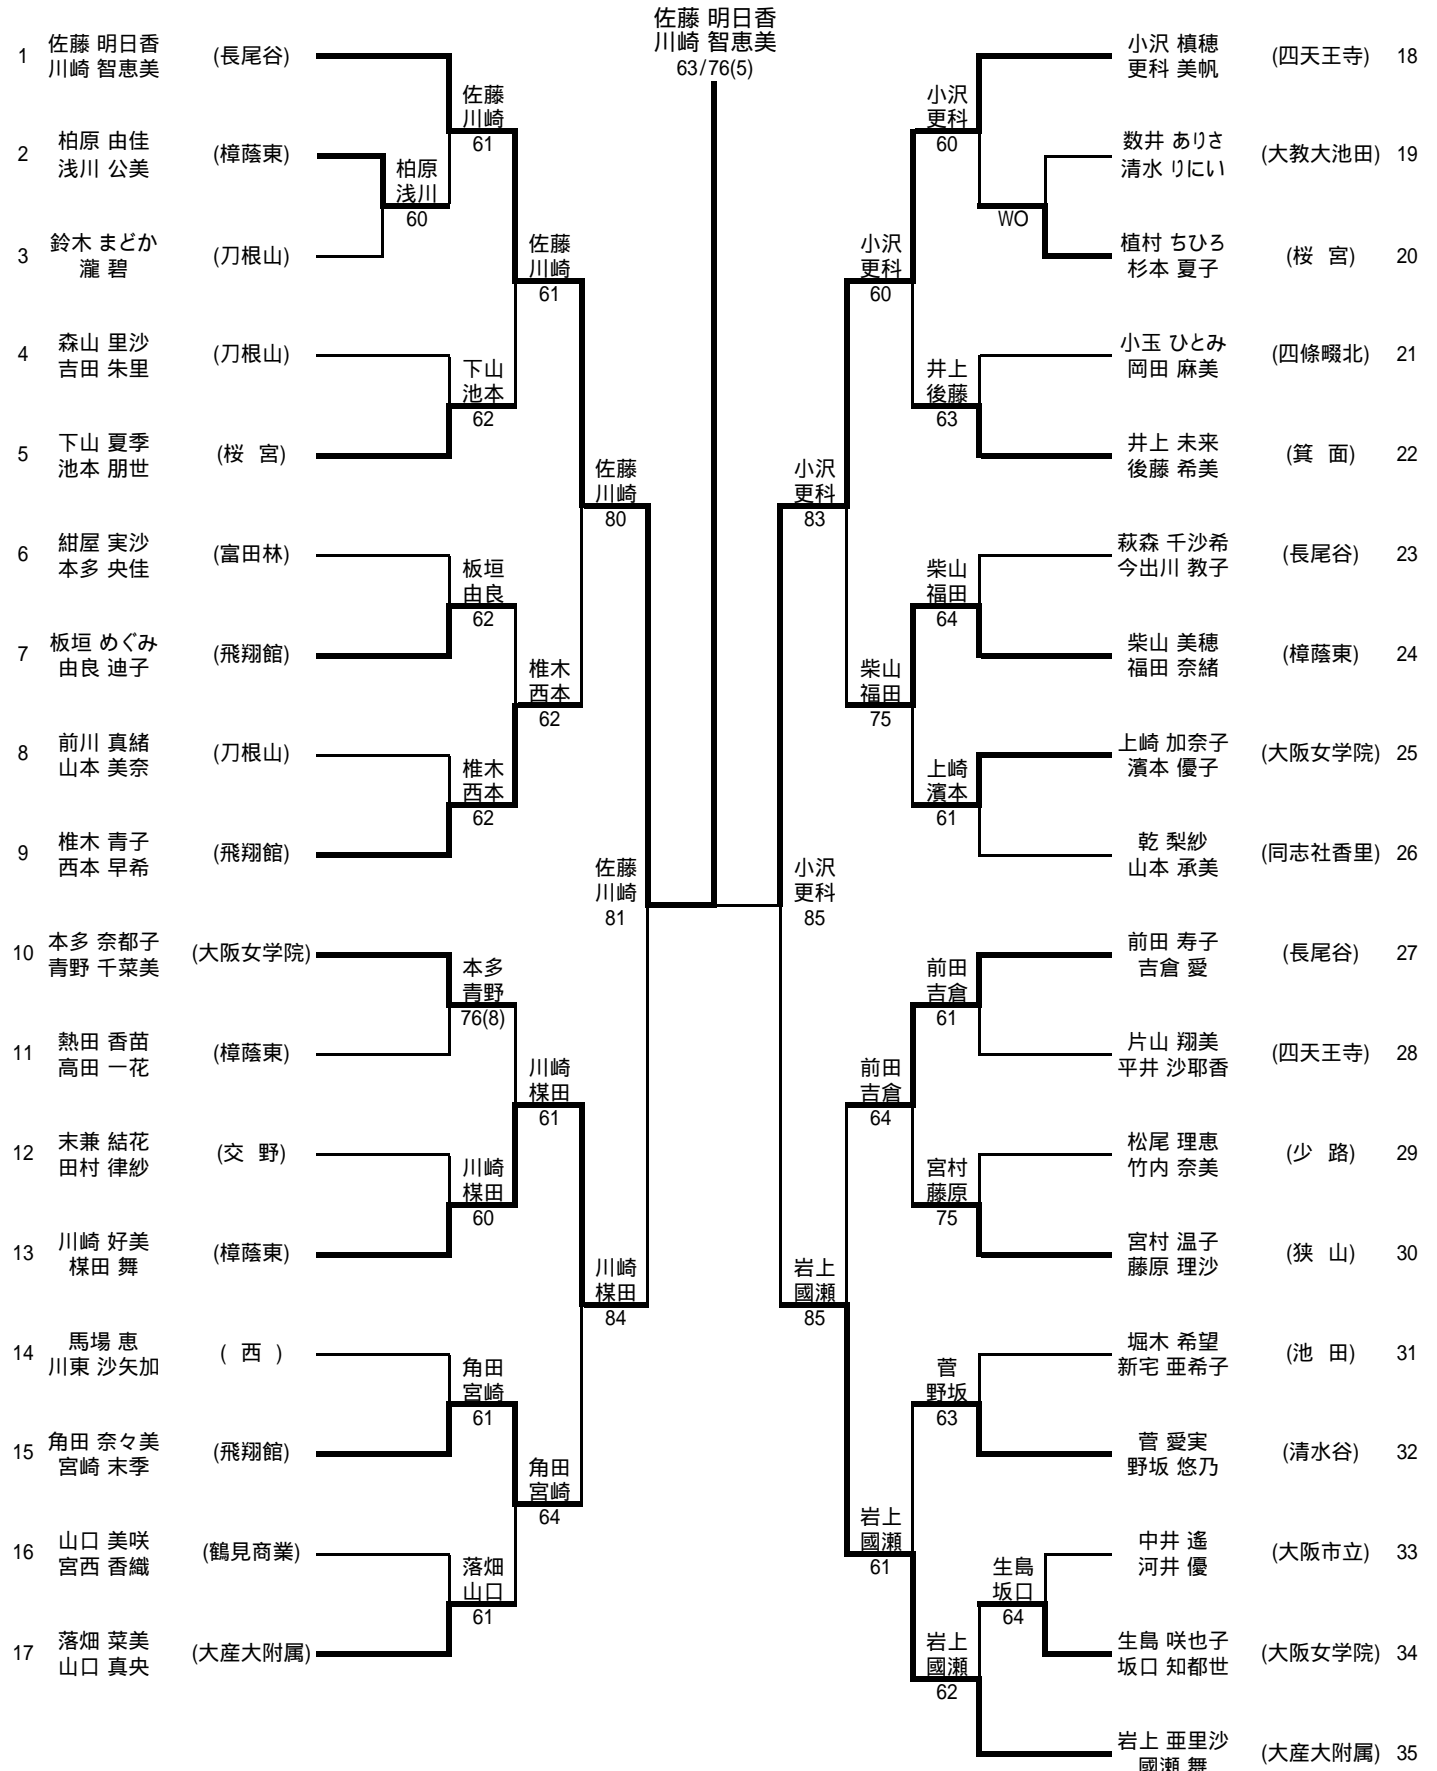 佐藤 明日香
川崎 智恵美
63/76(5)
1 佐藤 明日香 (長尾谷)
川崎 智恵美
2 柏原 由佳 (樟蔭東)
浅川 公美
3 鈴木 まどか (刀根山)
瀧 碧
4 森山 里沙 (刀根山)
吉田 朱里
5 下山 夏季 (桜 宮)
池本 朋世
6 紺屋 実沙 (富田林)
本多 央佳
7 板垣 めぐみ (飛翔館)
由良 迪子
8 前川 真緒 (刀根山)
山本 美奈
9 椎木 青子 (飛翔館)
西本 早希
10 本多 奈都子 (大阪女学院)
青野 千菜美
11 熱田 香苗 (樟蔭東)
高田 一花
12 末兼 結花 (交 野)
田村 律紗
13 川崎 好美 (樟蔭東)
楳田 舞
14 馬場 恵 ( 西 )
川東 沙矢加
15 角田 奈々美 (飛翔館)
宮崎 末季
16 山口 美咲 (鶴見商業)
宮西 香織
17 落畑 菜美 (大産大附属)
山口 真央
柏原
浅川
60
佐藤
川崎
61
下山
池本
62
板垣
由良
62
椎木
西本
62
本多
青野
76(8)
川崎
楳田
60
角田
宮崎
61
落畑
山口
61
佐藤
川崎
61
椎木
西本
62
川崎
楳田
61
角田
宮崎
64
佐藤
川崎
80
川崎
楳田
84
佐藤
川崎
81
小沢
更科
85
小沢
更科
83
岩上
國瀬
85
小沢
更科
60
柴山
福田
75
前田
吉倉
64
岩上
國瀬
61
小沢
更科
60
井上
後藤
63
柴山
福田
64
上崎
濱本
61
前田
吉倉
61
宮村
藤原
75
菅
野坂
63
岩上
國瀬
62
WO
生島
坂口
64
小沢 槙穂 (四天王寺) 18
更科 美帆
数井 ありさ (大教大池田) 19
清水 りにい
植村 ちひろ (桜 宮) 20
杉本 夏子
小玉 ひとみ (四條畷北) 21
岡田 麻美
井上 未来 (箕 面) 22
後藤 希美
萩森 千沙希 (長尾谷) 23
今出川 教子
柴山 美穂 (樟蔭東) 24
福田 奈緒
上崎 加奈子 (大阪女学院) 25
濱本 優子
乾 梨紗 (同志社香里) 26
山本 承美
前田 寿子 (長尾谷) 27
吉倉 愛
片山 翔美 (四天王寺) 28
平井 沙耶香
松尾 理恵 (少 路) 29
竹内 奈美
宮村 温子 (狭 山) 30
藤原 理沙
堀木 希望 (池 田) 31
新宅 亜希子
菅 愛実 (清水谷) 32
野坂 悠乃
中井 遙 (大阪市立) 33
河井 優
生島 咲也子 (大阪女学院) 34
坂口 知都世
岩上 亜里沙 (大産大附属) 35
國瀬 舞